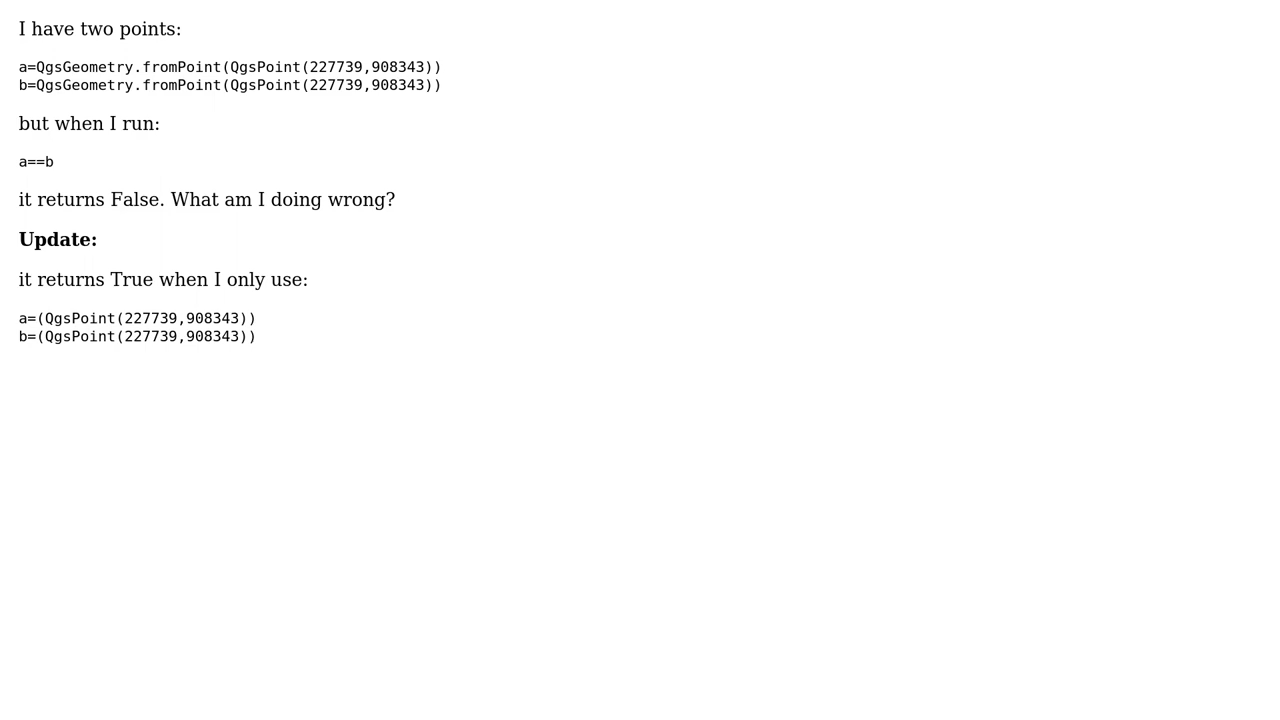 I have two points:
a=QgsGeometry.fromPoint(QgsPoint(227739,908343))
b=QgsGeometry.fromPoint(QgsPoint(227739,908343))
but when I run:
a==b
it returns False. What am I doing wrong?
Update:
it returns True when I only use:
a=(QgsPoint(227739,908343))
b=(QgsPoint(227739,908343))